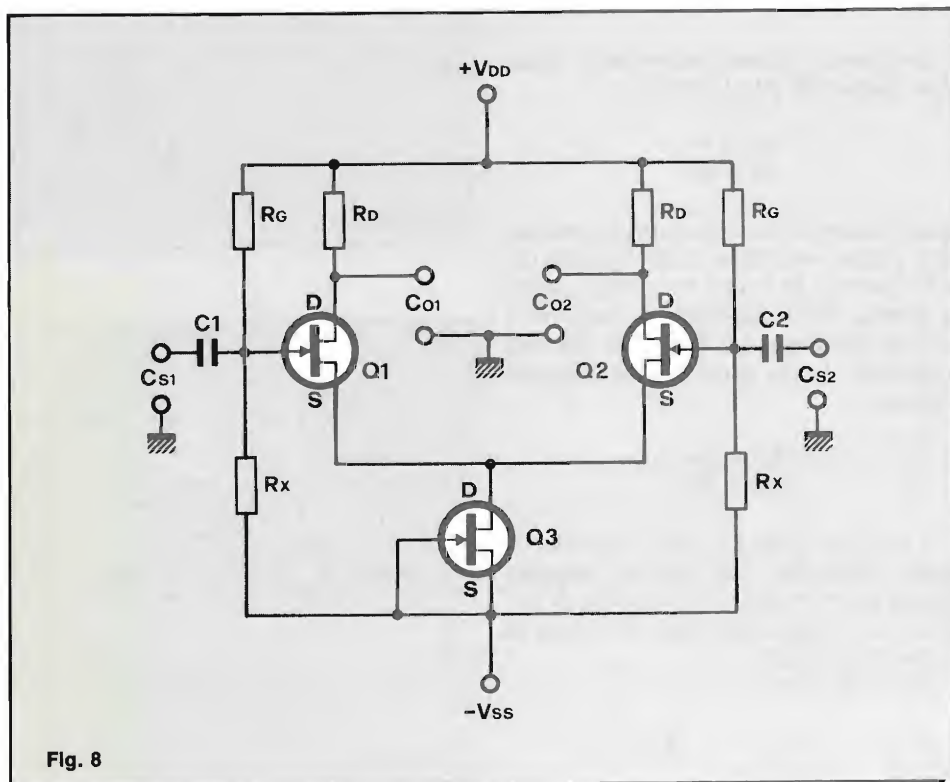 +VDD
RG
RD
RD
RG
D
CO1
CO2
D
C1
C2
CS1
Q1
Q2
CS2
S
S
RX
D
RX
Q3
S
-VSS
Fig. 8